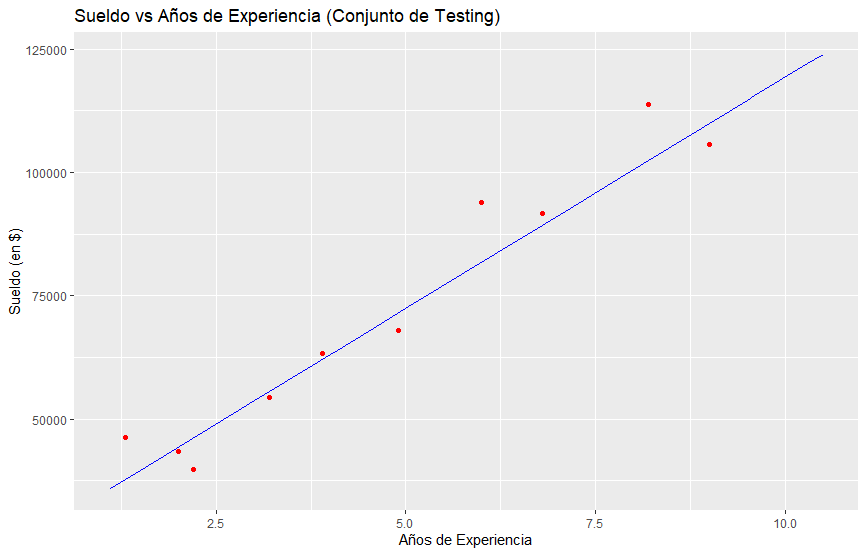 Sueldo vs Años de Experiencia (Conjunto de Testing)
125000
100000
75000
50000
Sueldo (en $)
2.5
5.0
7.5
10.0
Años de Experiencia